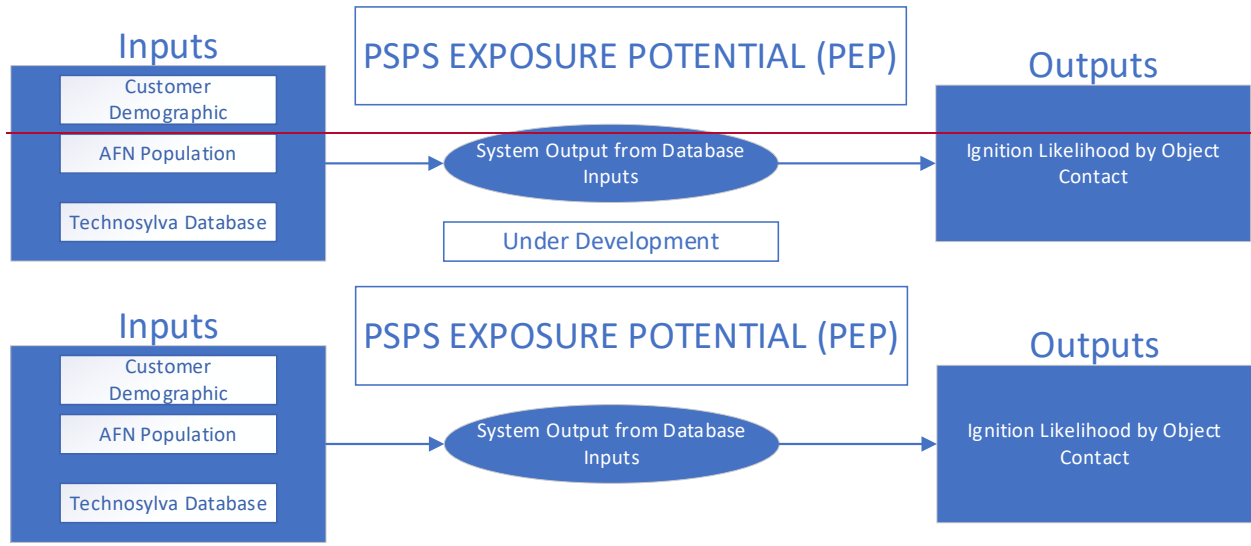 Inputs
PSPS EXPOSURE POTENTIAL (PEP)
Outputs
Customer
Demographic
AFN Population
Technosylva Database
System Output from Database
Inputs
Ignition Likelihood by Object
Contact
Under Development
Inputs
PSPS EXPOSURE POTENTIAL (PEP)
Outputs
Customer
Demographic
AFN Population
Technosylva Database
System Output from Database
Inputs
Ignition Likelihood by Object
Contact